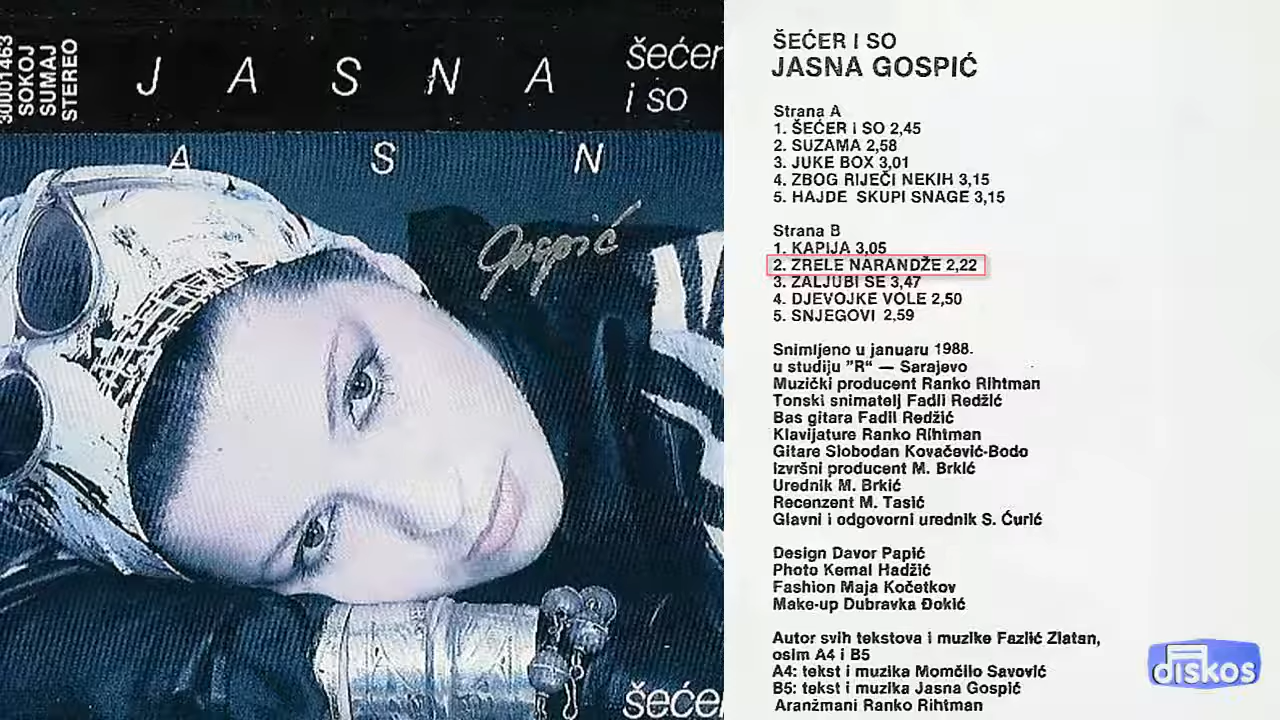 30001463
SOKOJ
SUMAJ
STEREO
J A S N A
šećer
i so
A S N
Gospić
šeće
ŠEĆER I SO
JASNA GOSPIĆ
Strana A
1. ŠEĆER I SO 2,45
2. SUZAMA 2,58
3. JUKE BOX 3,01
4. ZBOG RIJEČI NEKIH 3,15
5. HAJDE SKUPI SNAGE 3,15
Strana B
1. KAPIJA 3,05
2. ZRELE NARANDŽE 2,22
3. ZALJUBI SE 3,47
4. DJEVOJKE VOLE 2,50
5. SNJEGOVI 2,59
Snimljeno u januaru 1988.
u studiju "R" — Sarajevo
Muzički producent Ranko Rihtman
Tonski snimatelj Fadil Redžić
Bas gitara Fadil Redžić
Klavijature Ranko Rihtman
Gitare Slobodan Kovačević-Bodo
Izvršni producent M. Brkić
Urednik M. Brkić
Recenzent M. Tasić
Glavni i odgovorni urednik S. Ćurić
Design Davor Papić
Photo Kemal Hadžić
Fashion Maja Kočetkov
Make-up Dubravka Đokić
Autor svih tekstova i muzike Fazlić Zlatan,
osim A4 i B5
A4: tekst i muzika Momčilo Savović
B5: tekst i muzika Jasna Gospić
Aranžmani Ranko Rihtman
diskos